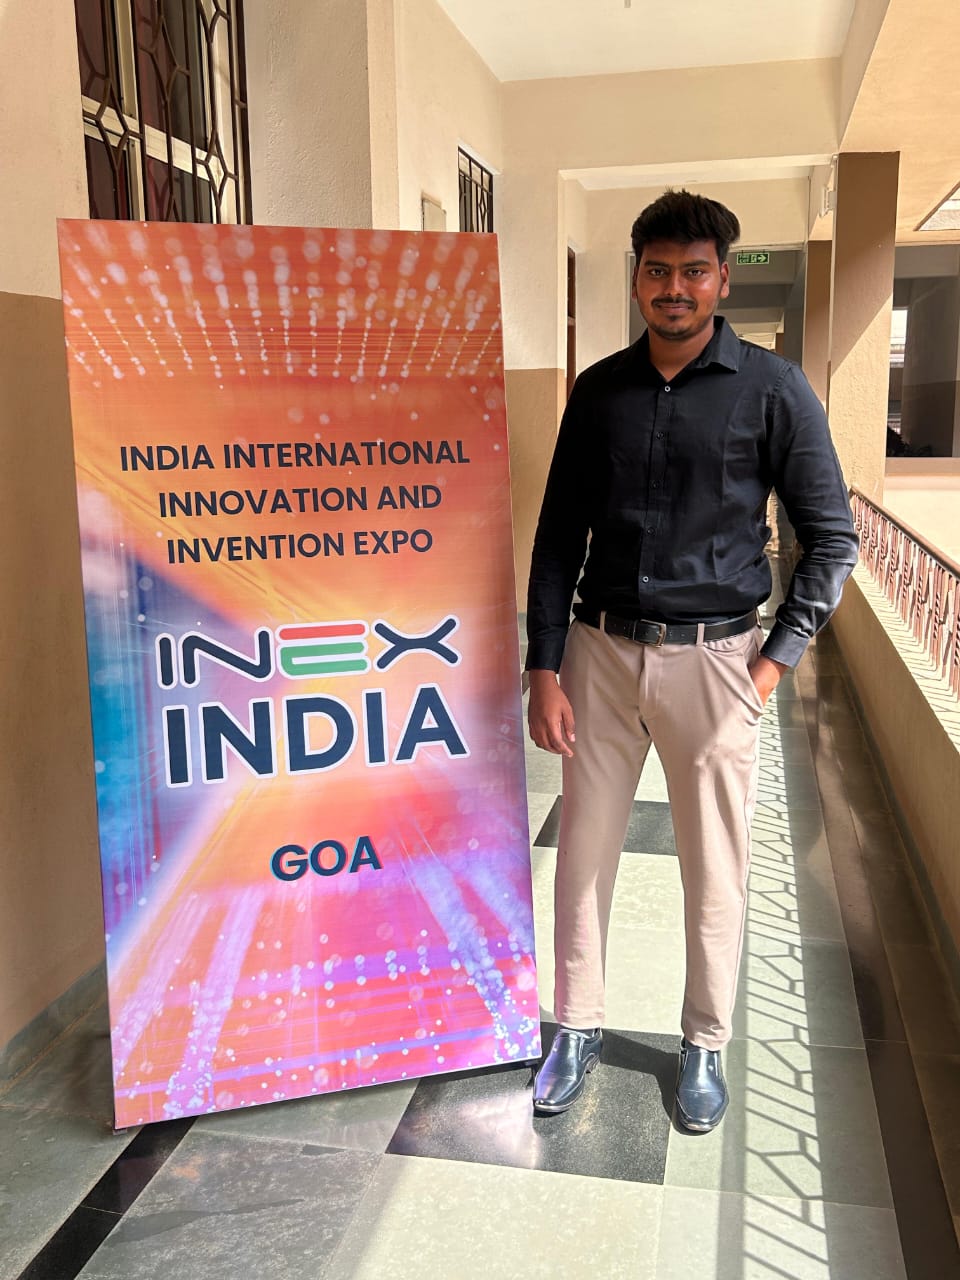 INDIA INTERNATIONAL
INNOVATION AND
INVENTION EXPO
INEX
INDIA
GOA